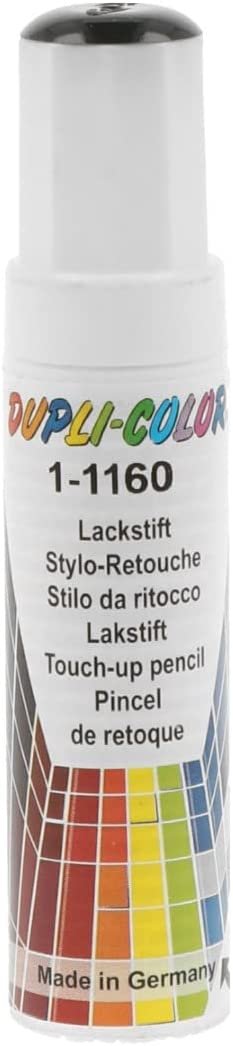 DUPLI-COLOR
1-1160
Lackstift
Stylo-Retouche
Stilo da ritocco
Lakstift
Touch-up pencil
Pincel
de retoque
Made in Germany